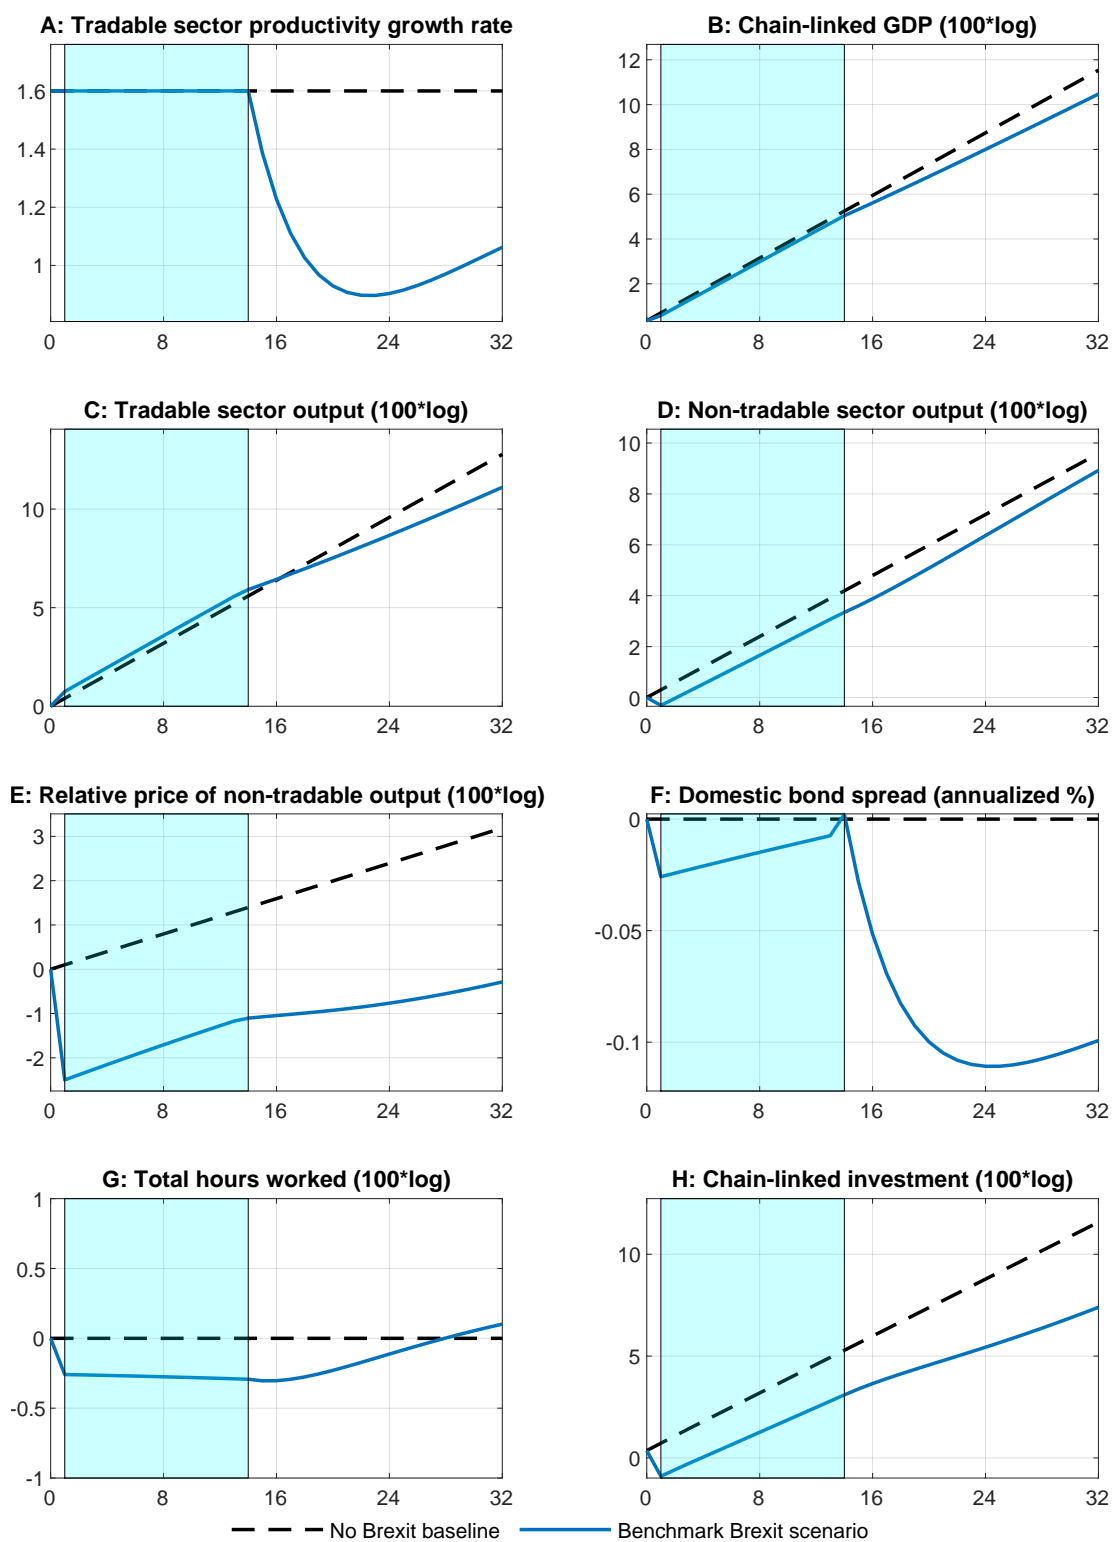 A: Tradable sector productivity growth rate
1.6
1.4
1.2
1
0 8 16 24 32
B: Chain-linked GDP (100*log)
12
10
8
6
4
2
0 8 16 24 32
C: Tradable sector output (100*log)
10
5
0
0 8 16 24 32
D: Non-tradable sector output (100*log)
10
8
6
4
2
0
0 8 16 24 32
E: Relative price of non-tradable output (100*log)
3
2
1
0
-1
-2
0 8 16 24 32
F: Domestic bond spread (annualized %)
0
-0.05
-0.1
0 8 16 24 32
G: Total hours worked (100*log)
1
0.5
0
-0.5
-1
0 8 16 24 32
H: Chain-linked investment (100*log)
10
5
0
0 8 16 24 32
No Brexit baseline
Benchmark Brexit scenario